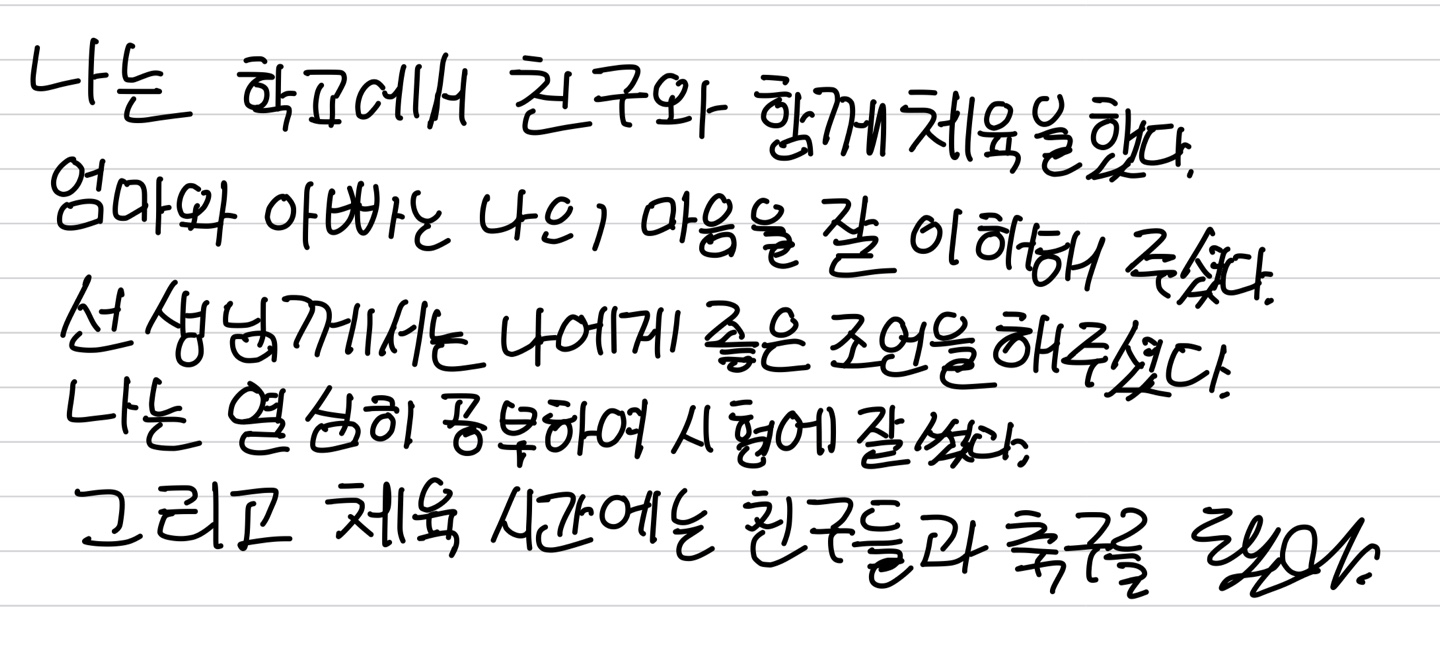 나는 학교에서 친구와 함께 체육을 했다.
엄마와 아빠는 나의 마음을 잘 이해해 주셨다.
선생님께서는 나에게 좋은 조언을 해주셨다.
나는 열심히 공부하여 시험에 잘 썼다.
그리고 체육 시간에는 친구들과 축구를